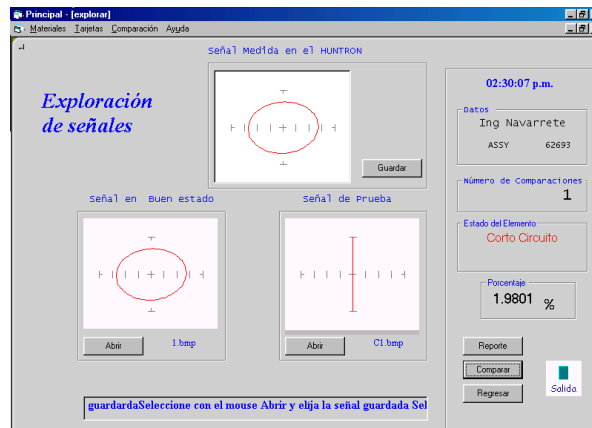 Principal - [explorar]
Materiales Tarjetas Comparación Ayuda
Señal Medida en el HUNTRON
Exploración
de señales
Guardar
Señal en Buen estado
Señal de Prueba
Abrir
1.bmp
Abrir
C1.bmp
guardardaSeleccione con el mouse Abrir y elija la señal guardada Sel
02:30:07 p.m.
Datos
Ing Navarrete
ASSY 62693
Número de Comparaciones
1
Estado del Elemento
Corto Circuito
Porcentaje
1.9801 %
Reporte
Comparar
Regresar
Salida